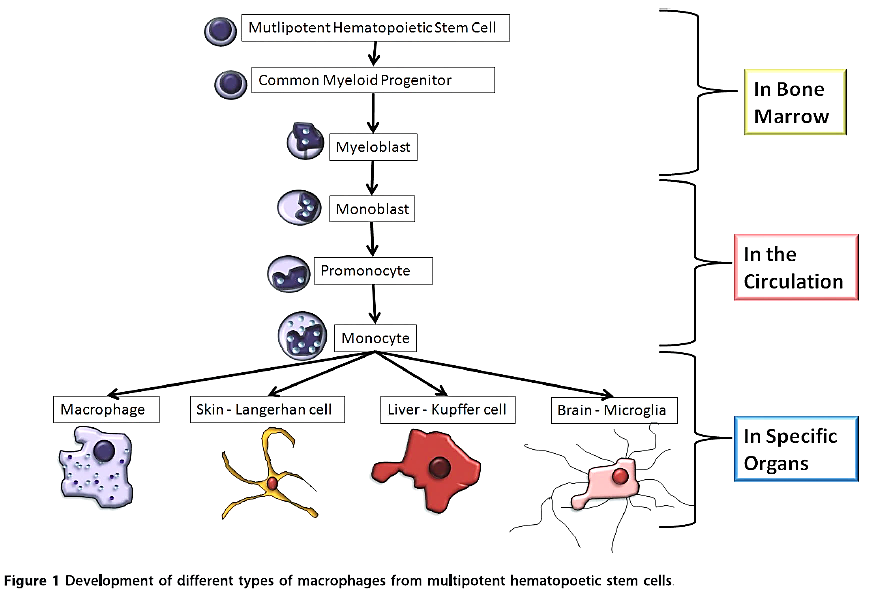 Mutlipotent Hematopoietic Stem Cell
Common Myeloid Progenitor
In Bone
Marrow
Myeloblast
Monoblast
In the
Circulation
Promonocyte
Monocyte
Macrophage
Skin - Langerhan cell
Liver - Kupffer cell
Brain - Microglia
In Specific
Organs
Figure 1 Development of different types of macrophages from multipotent hematopoetic stem cells.